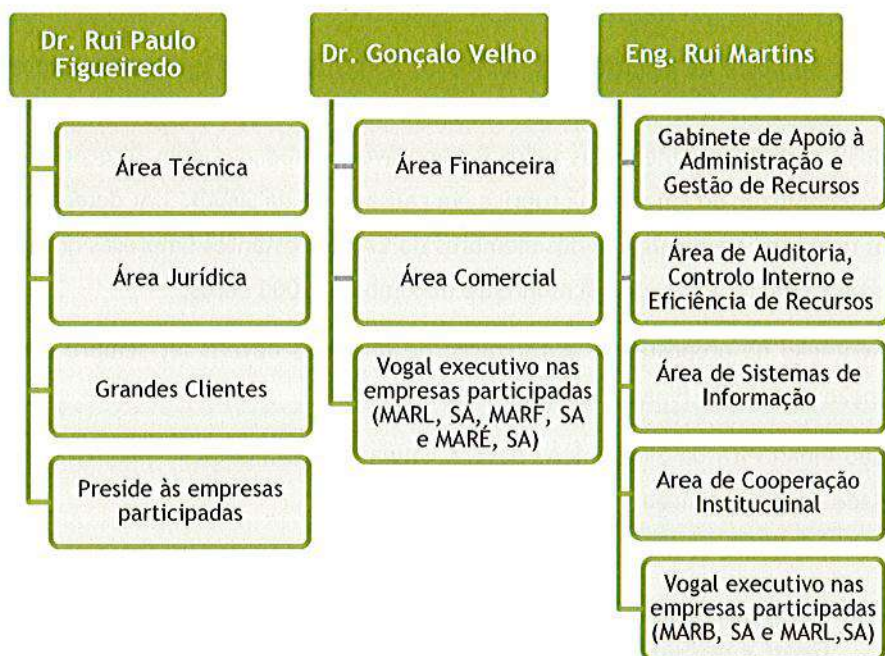 Dr. Rui Paulo
Figueiredo
Área Técnica
Área Jurídica
Grandes Clientes
Preside às empresas
participadas
Dr. Gonçalo Velho
Área Financeira
Área Comercial
Vogal executivo nas
empresas participadas
(MARL, SA, MARF, SA
e MARÉ, SA)
Eng. Rui Martins
Gabinete de Apoio à
Administração e
Gestão de Recursos
Área de Auditoria,
Controlo Interno e
Eficiência de Recursos
Área de Sistemas de
Informação
Area de Cooperação
Institucuinal
Vogal executivo nas
empresas participadas
(MARB, SA e MARL,SA)